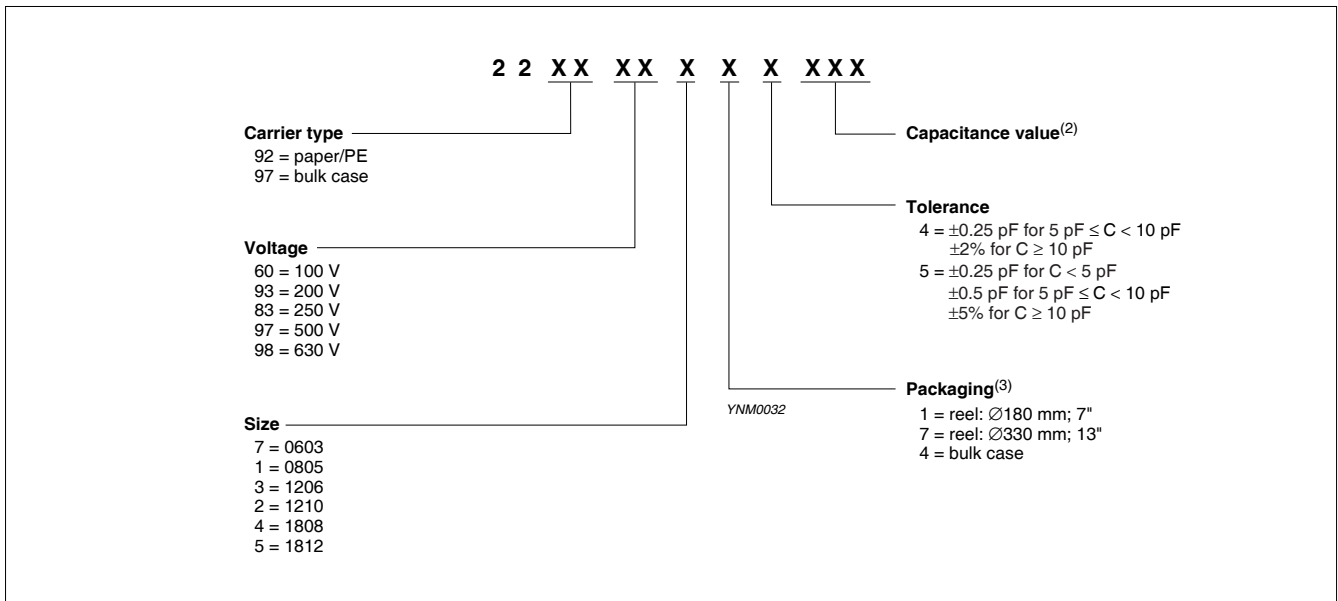 2 2 X X X X X X X X X X
Carrier type
92 = paper/PE
97 = bulk case
Voltage
60 = 100 V
93 = 200 V
83 = 250 V
97 = 500 V
98 = 630 V
Size
7 = 0603
1 = 0805
3 = 1206
2 = 1210
4 = 1808
5 = 1812
Capacitance value(2)
Tolerance
4 = ±0.25 pF for 5 pF ≤ C < 10 pF
±2% for C ≥ 10 pF
5 = ±0.25 pF for C < 5 pF
±0.5 pF for 5 pF ≤ C < 10 pF
±5% for C ≥ 10 pF
Packaging(3)
1 = reel: ∅180 mm; 7"
7 = reel: ∅330 mm; 13"
4 = bulk case
YNM0032